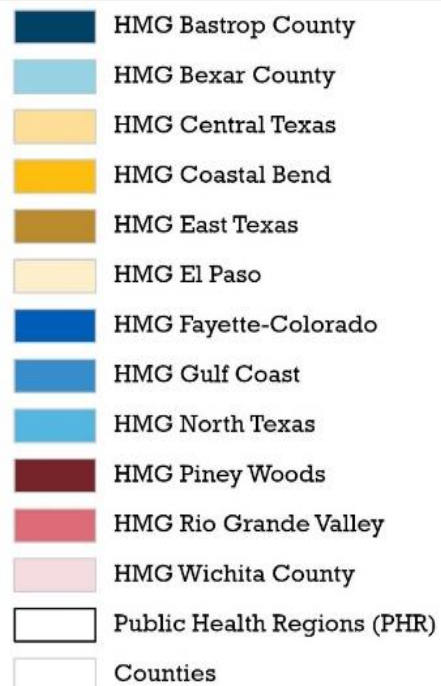 HMG Bastrop County
HMG Bexar County
HMG Central Texas
HMG Coastal Bend
HMG East Texas
HMG El Paso
HMG Fayette-Colorado
HMG Gulf Coast
HMG North Texas
HMG Piney Woods
HMG Rio Grande Valley
HMG Wichita County
Public Health Regions (PHR)
Counties